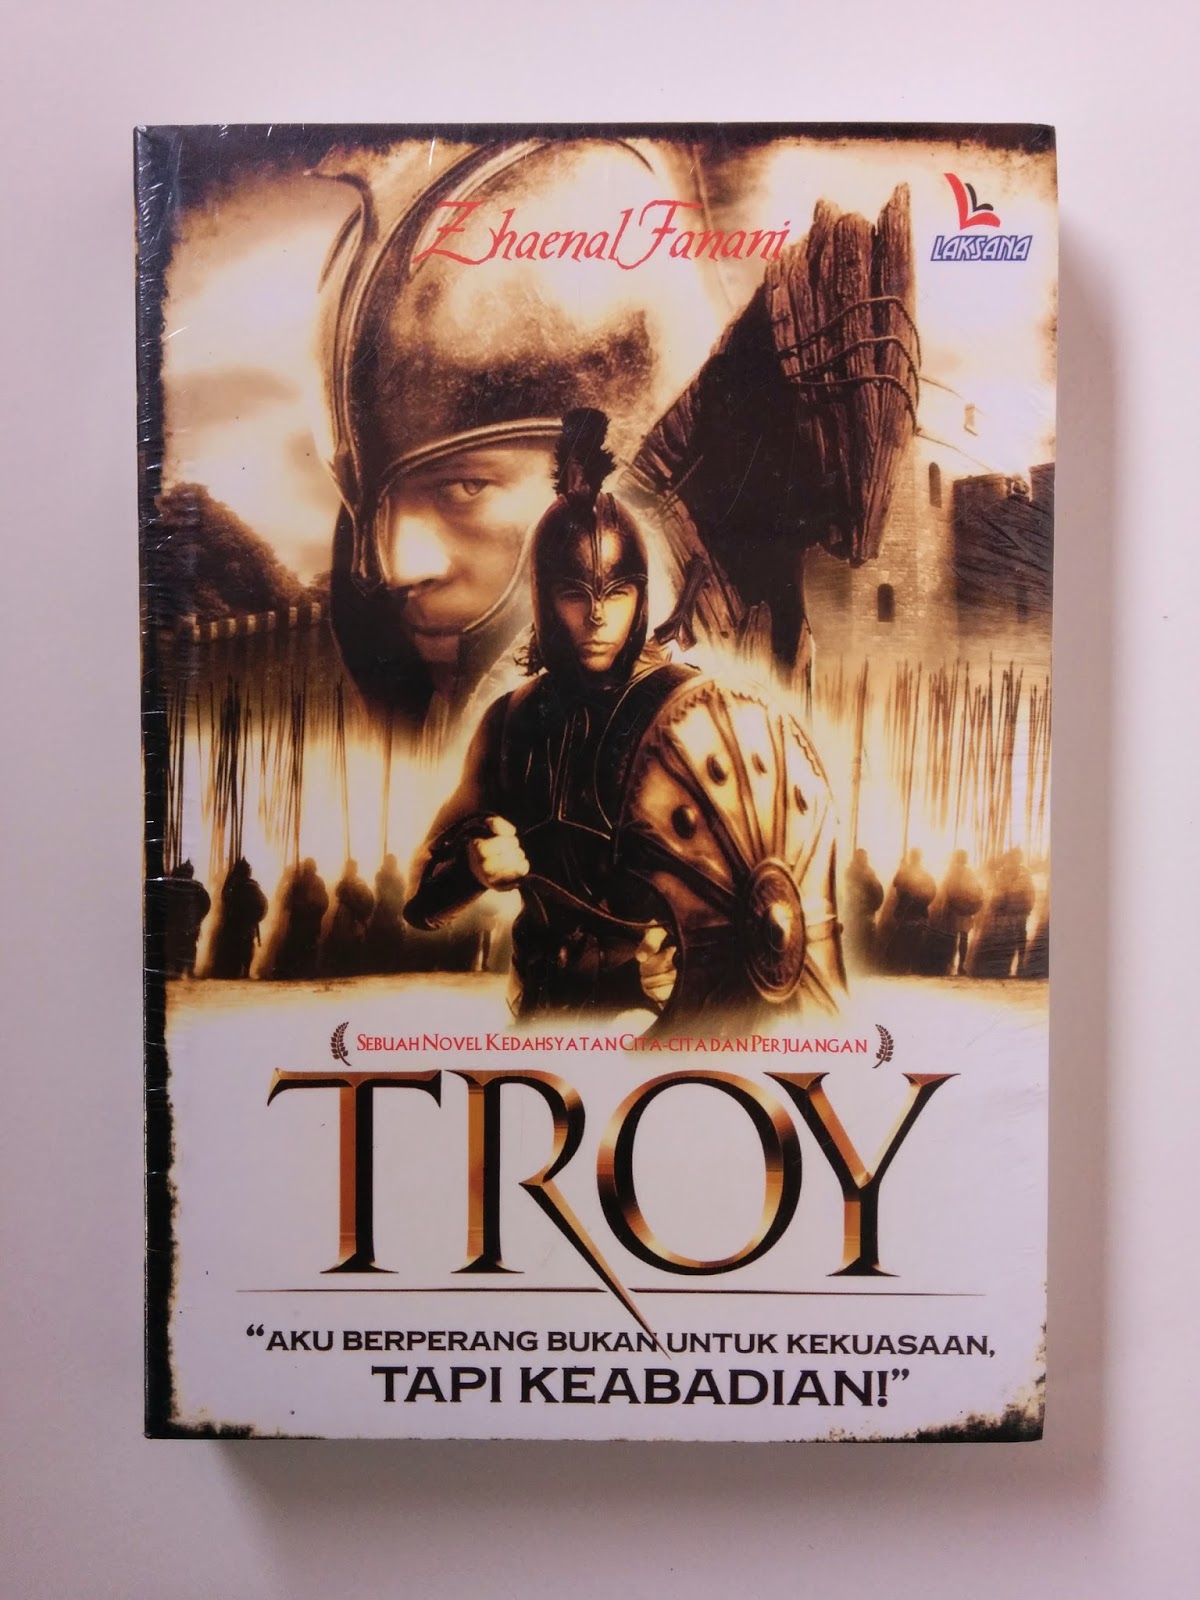 Zhaenal Fanani
LAKSANA
SEBUAH NOVEL KEDAHSYATAN CITA-CITA DAN PERJUANGAN
TROY
“AKU BERPERANG BUKAN UNTUK KEKUASAAN,
TAPI KEABADIAN!”